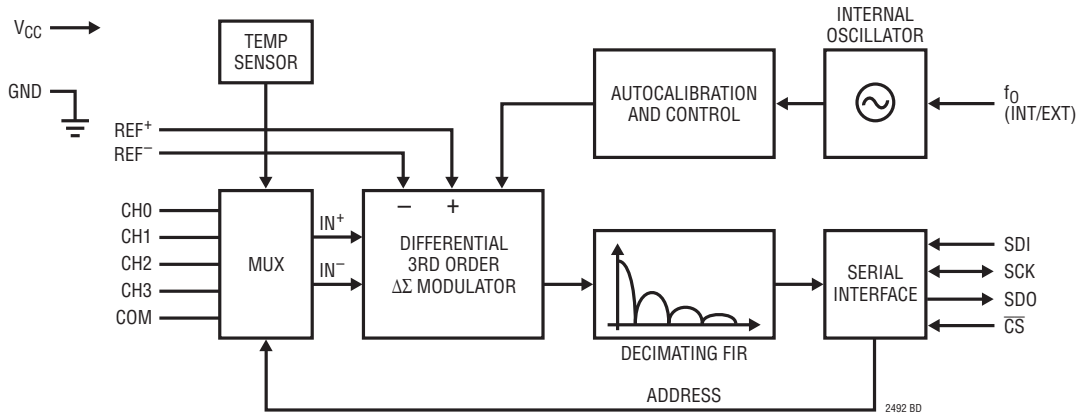 INTERNAL
OSCILLATOR
VCC
TEMP
SENSOR
GND
AUTOCALIBRATION
AND CONTROL
fO
(INT/EXT)
REF+
REF−
− +
CH0
CH1
CH2
CH3
COM
MUX
IN+
IN−
DIFFERENTIAL
3RD ORDER
ΔΣ MODULATOR
DECIMATING FIR
SERIAL
INTERFACE
SDI
SCK
SDO
C̅S̅
ADDRESS
2492 BD